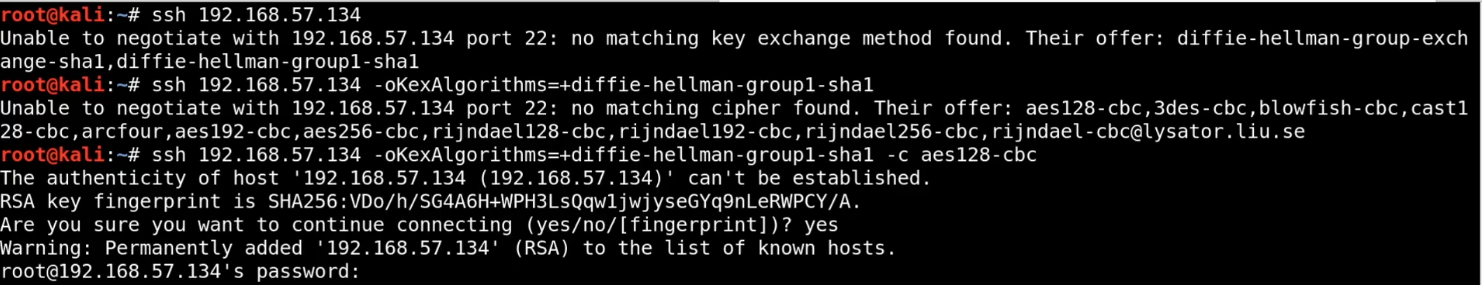 root@kali:~# ssh 192.168.57.134
Unable to negotiate with 192.168.57.134 port 22: no matching key exchange method found. Their offer: diffie-hellman-group-exch
ange-sha1,diffie-hellman-group1-sha1
root@kali:~# ssh 192.168.57.134 -oKexAlgorithms=+diffie-hellman-group1-sha1
Unable to negotiate with 192.168.57.134 port 22: no matching cipher found. Their offer: aes128-cbc,3des-cbc,blowfish-cbc,cast1
28-cbc,arcfour,aes192-cbc,aes256-cbc,rijndael128-cbc,rijndael192-cbc,rijndael256-cbc,rijndael-cbc@lysator.liu.se
root@kali:~# ssh 192.168.57.134 -oKexAlgorithms=+diffie-hellman-group1-sha1 -c aes128-cbc
The authenticity of host '192.168.57.134 (192.168.57.134)' can't be established.
RSA key fingerprint is SHA256:VDo/h/SG4A6H+WPH3LsQqw1jwjyseGYq9nLeRWPCY/A.
Are you sure you want to continue connecting (yes/no/[fingerprint])? yes
Warning: Permanently added '192.168.57.134' (RSA) to the list of known hosts.
root@192.168.57.134's password: